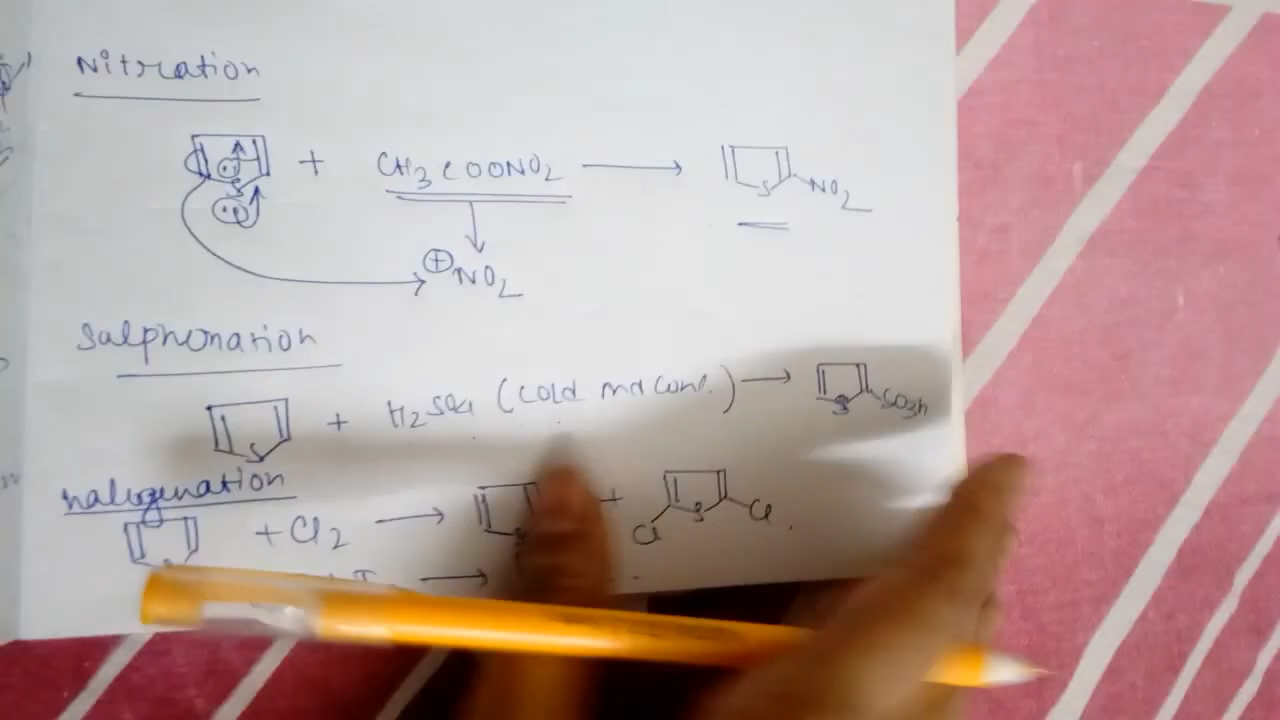 Nitration
S + CH3COONO2 → S NO2
⊕NO2
Sulphonation
S + H2SO4 (cold and conc.) → S SO3H
halogenation
+ Cl2 → S + Cl S Cl
→